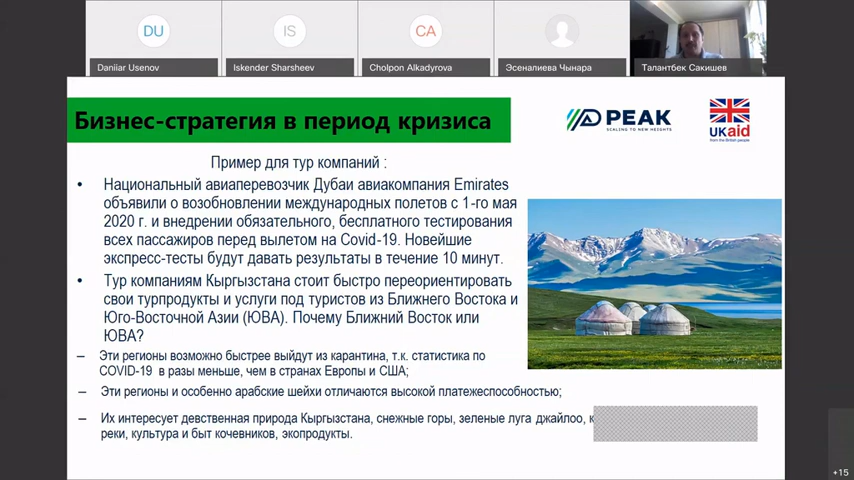 DU
IS
CA
Daniiar Usenov
Iskender Sharsheev
Cholpon Alkadyrova
Эсеналиева Чынара
Талантбек Сакишев
Бизнес-стратегия в период кризиса
PEAK
SCALING TO NEW HEIGHTS
UKaid
from the British people
Пример для тур компаний :
• Национальный авиаперевозчик Дубаи авиакомпания Emirates
объявили о возобновлении международных полетов с 1-го мая
2020 г. и внедрении обязательного, бесплатного тестирования
всех пассажиров перед вылетом на Covid-19. Новейшие
экспресс-тесты будут давать результаты в течение 10 минут.
• Тур компаниям Кыргызстана стоит быстро переориентировать
свои турпродукты и услуги под туристов из Ближнего Востока и
Юго-Восточной Азии (ЮВА). Почему Ближний Восток или
ЮВА?
– Эти регионы возможно быстрее выйдут из карантина, т.к. статистика по
COVID-19 в разы меньше, чем в странах Европы и США;
– Эти регионы и особенно арабские шейхи отличаются высокой платежеспособностью;
– Их интересует девственная природа Кыргызстана, снежные горы, зеленые луга джайлоо,
реки, культура и быт кочевников, экопродукты.
+15